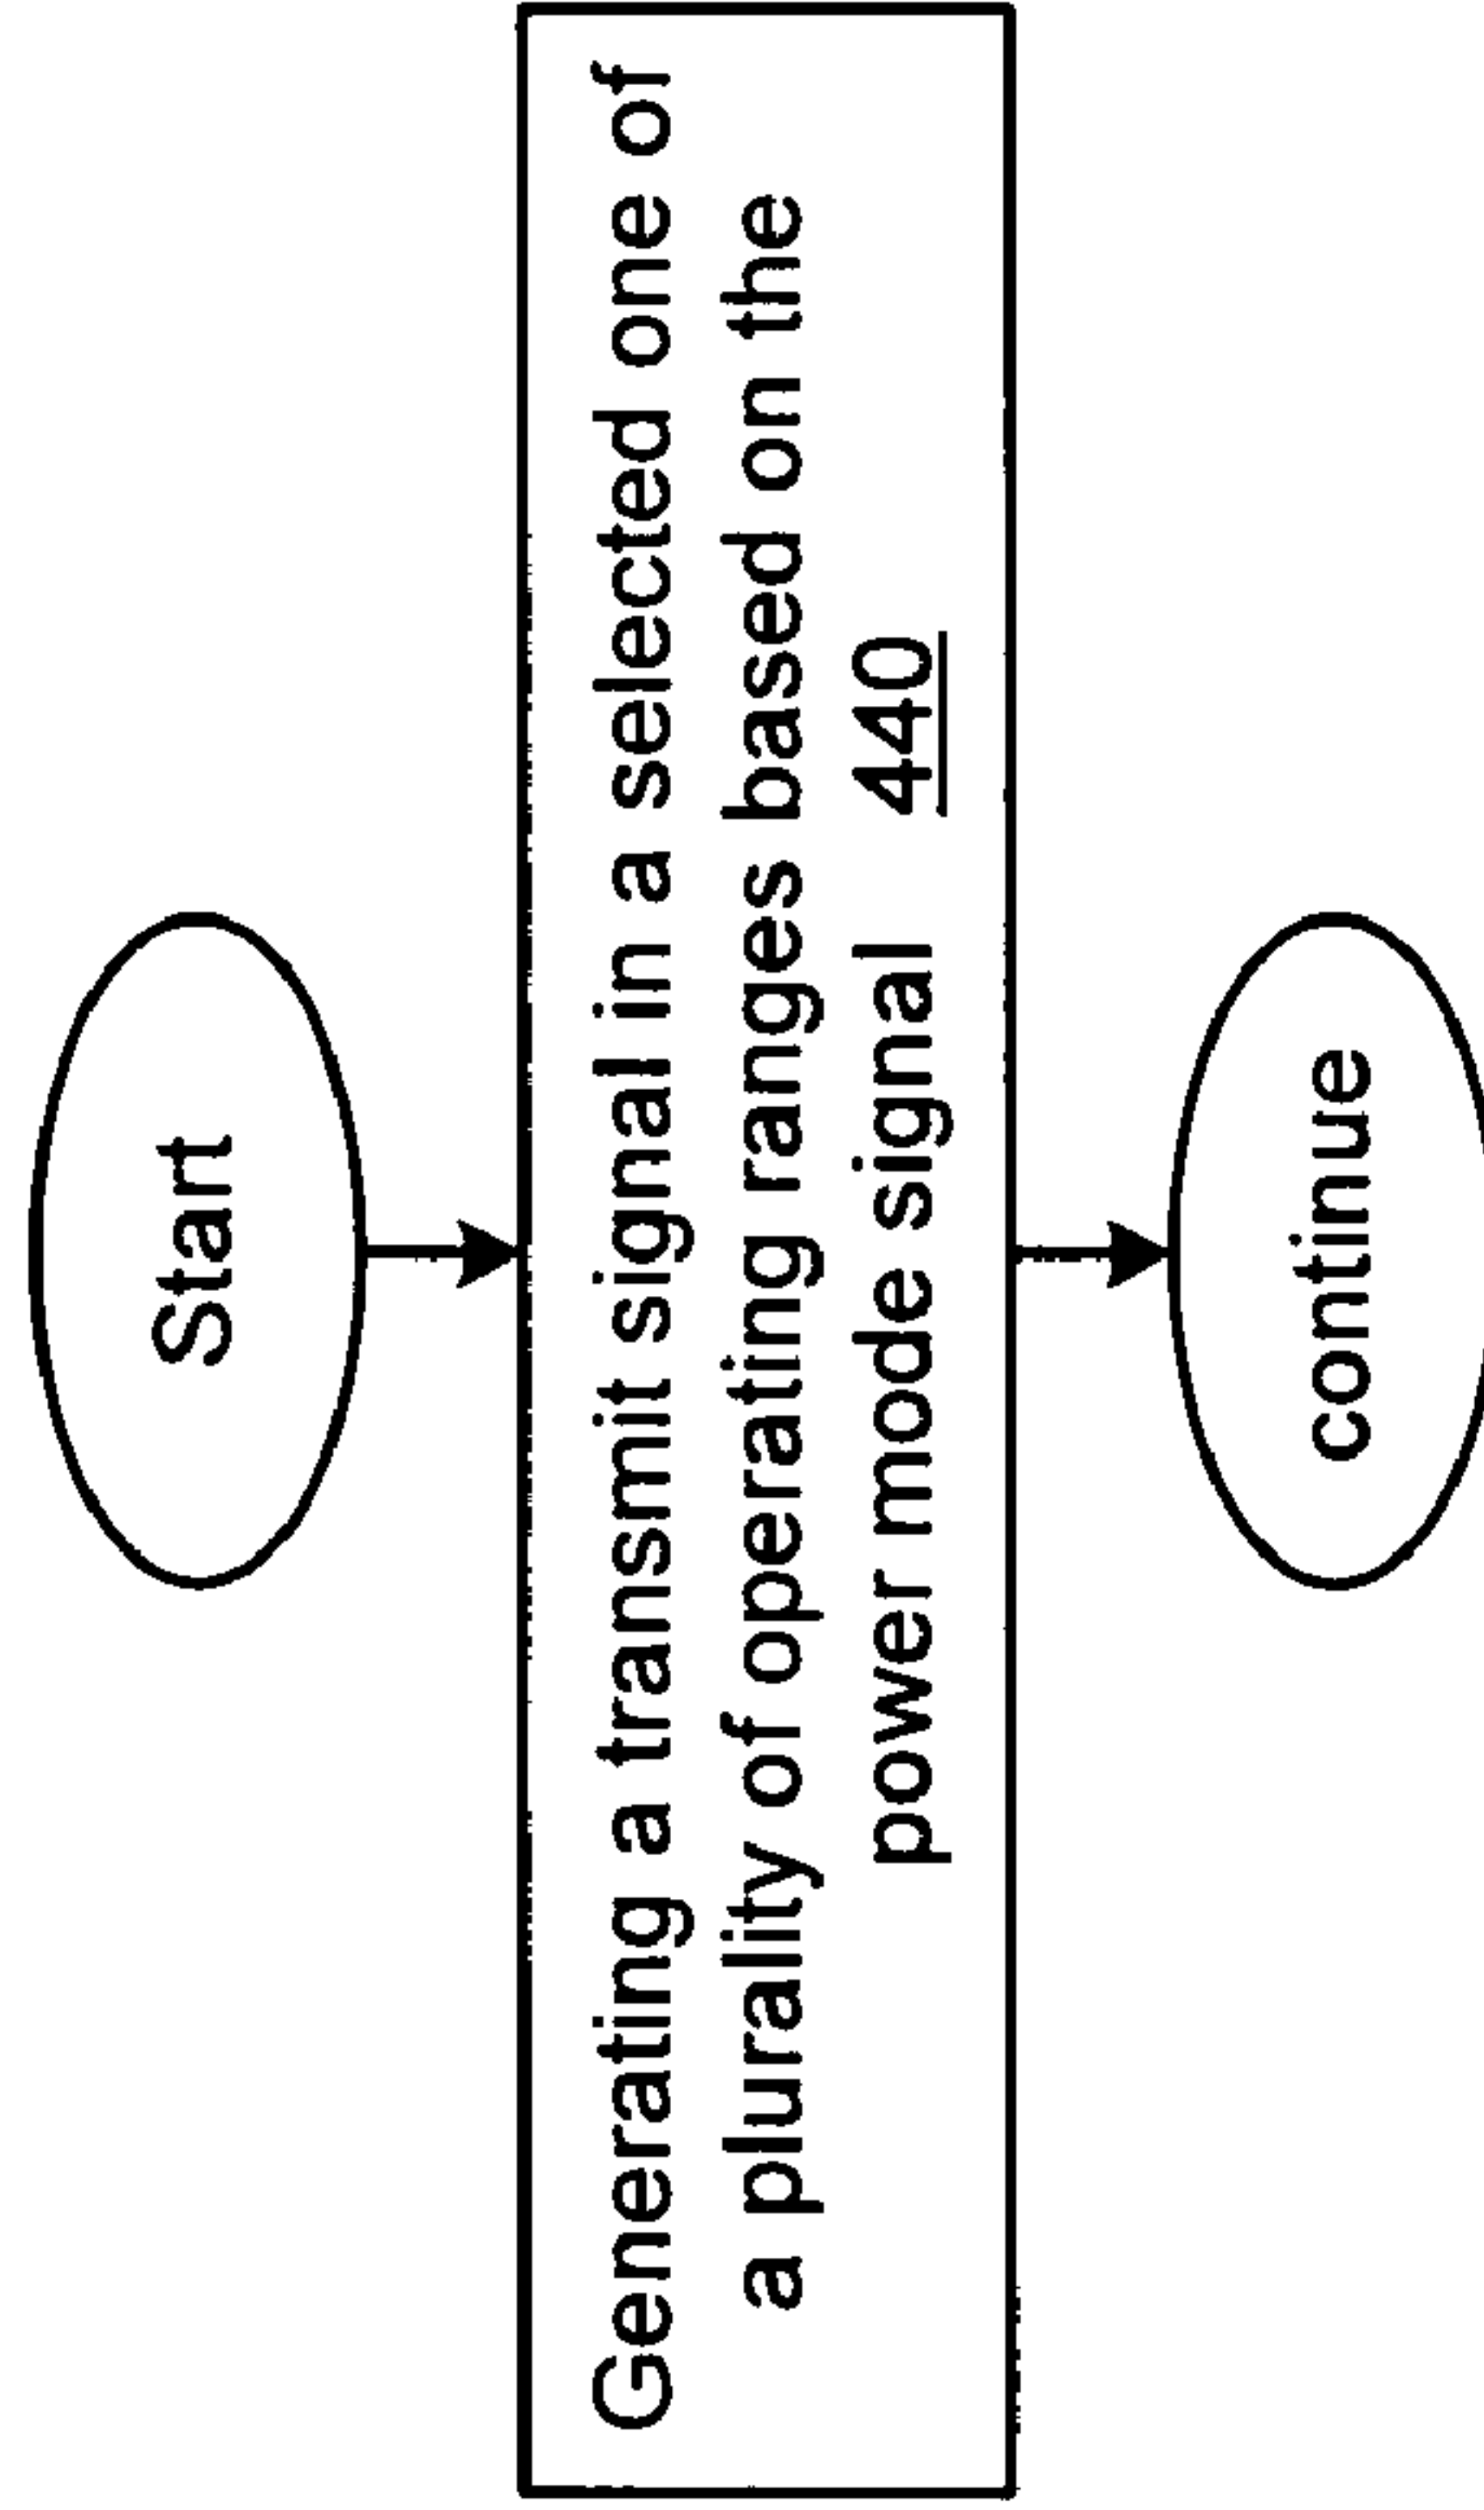 Start
Generating a transmit signal in a selected one of
a plurality of operating ranges based on the
power mode signal 440
continue